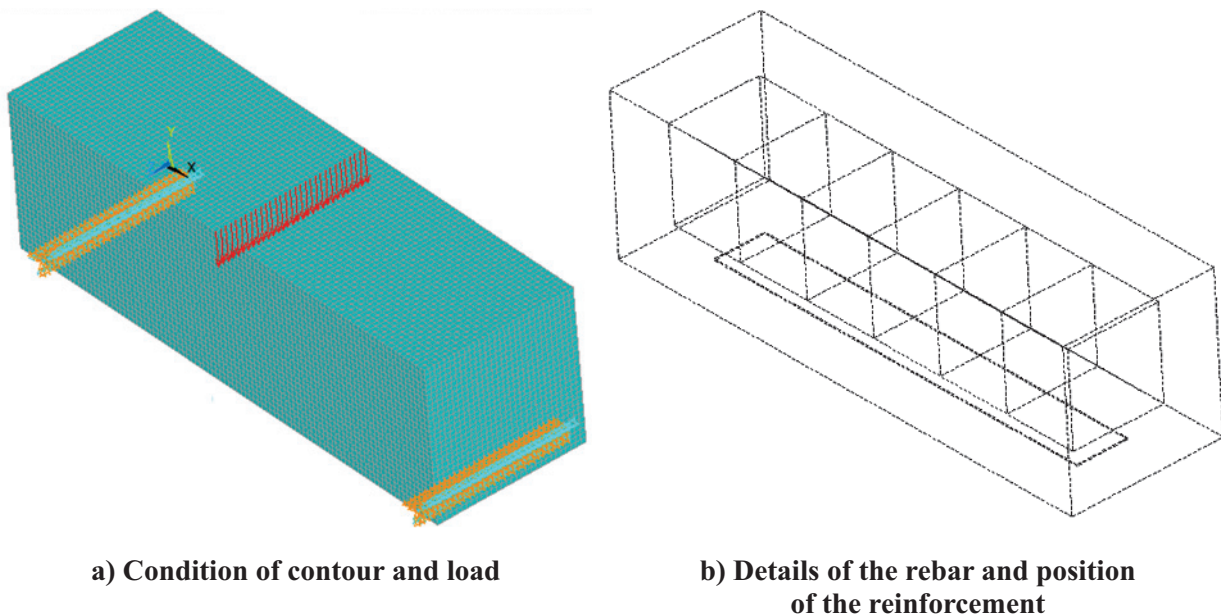 Y
X
a) Condition of contour and load
b) Details of the rebar and position
of the reinforcement